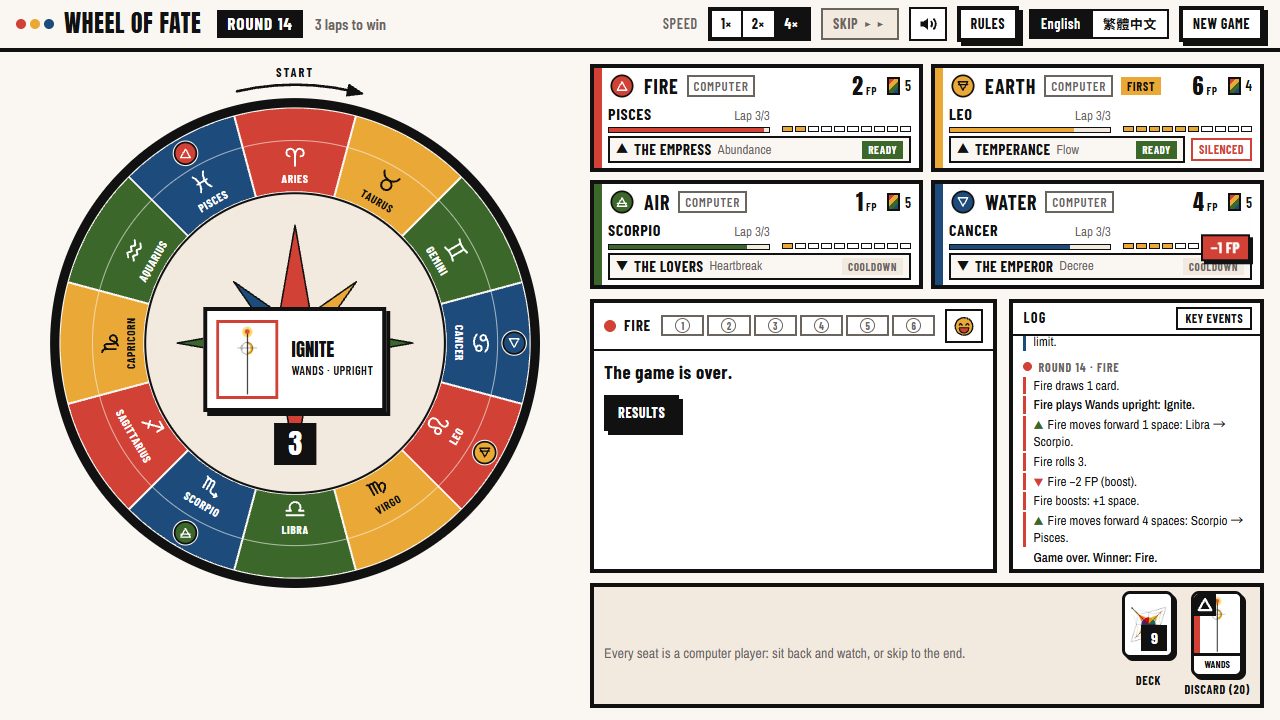 WHEEL OF FATE
ROUND 14
3 laps to win
SPEED
1×
2×
4×
SKIP ▸ ▸
RULES
English
繁體中文
NEW GAME
START
ARIES
TAURUS
GEMINI
CANCER
LEO
VIRGO
LIBRA
SCORPIO
SAGITTARIUS
CAPRICORN
AQUARIUS
PISCES
IGNITE
WANDS · UPRIGHT
3
FIRE
COMPUTER
2 FP
5
PISCES
Lap 3/3
▲ THE EMPRESS Abundance
READY
EARTH
COMPUTER
FIRST
6 FP
4
LEO
Lap 3/3
▲ TEMPERANCE Flow
READY
SILENCED
AIR
COMPUTER
1 FP
5
SCORPIO
Lap 3/3
▼ THE LOVERS Heartbreak
COOLDOWN
WATER
COMPUTER
4 FP
5
CANCER
Lap 3/3
−1 FP
▼ THE EMPEROR Decree
COOLDOWN
FIRE
1
2
3
4
5
6
The game is over.
RESULTS
LOG
KEY EVENTS
limit.
ROUND 14 · FIRE
Fire draws 1 card.
Fire plays Wands upright: Ignite.
▲ Fire moves forward 1 space: Libra →
Scorpio.
Fire rolls 3.
▼ Fire −2 FP (boost).
Fire boosts: +1 space.
▲ Fire moves forward 4 spaces: Scorpio →
Pisces.
Game over. Winner: Fire.
Every seat is a computer player: sit back and watch, or skip to the end.
9
DECK
WANDS
DISCARD (20)